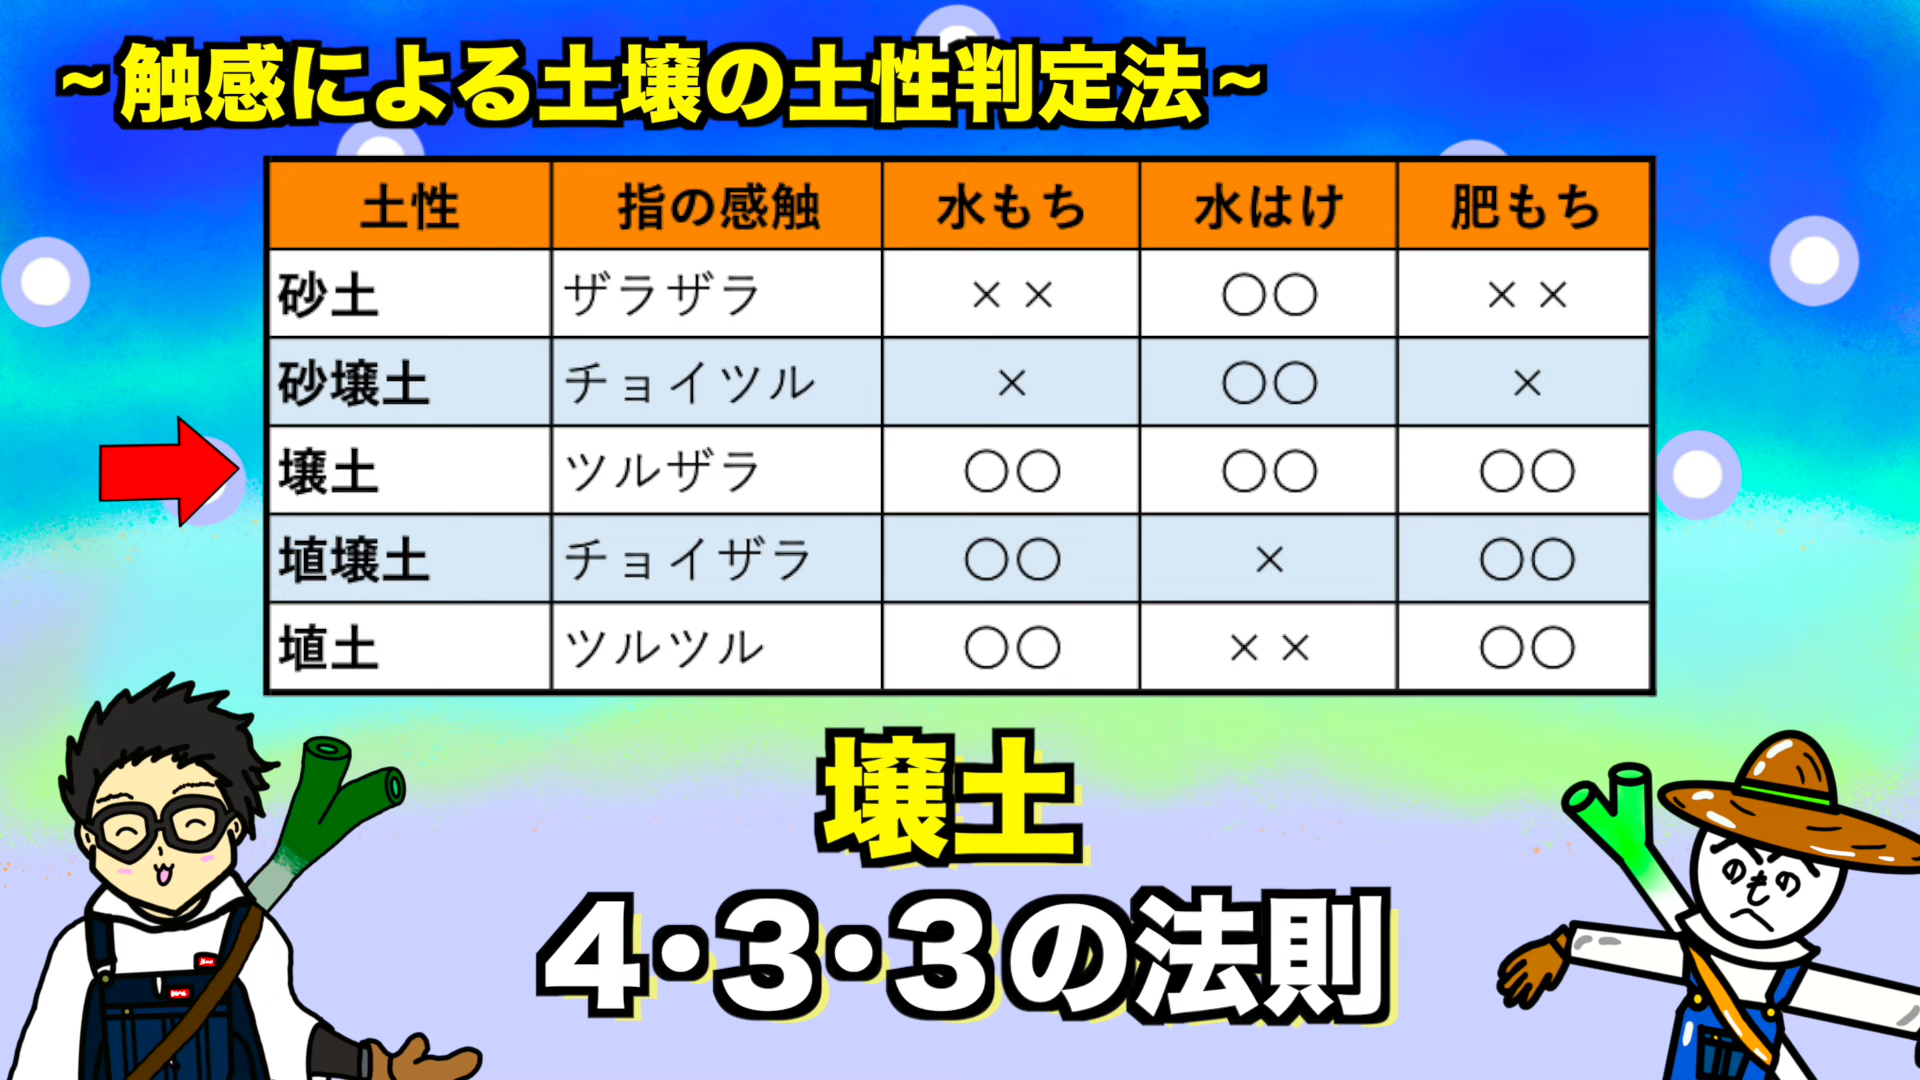 ~触感による土壌の土性判定法~
土性 指の感触 水もち 水はけ 肥もち
砂土 ザラザラ ×× 〇〇 ××
砂壌土 チョイツル × 〇〇 ×
壌土 ツルザラ 〇〇 〇〇 〇〇
埴壌土 チョイザラ 〇〇 × 〇〇
埴土 ツルツル 〇〇 ×× 〇〇
壌土
4・3・3の法則